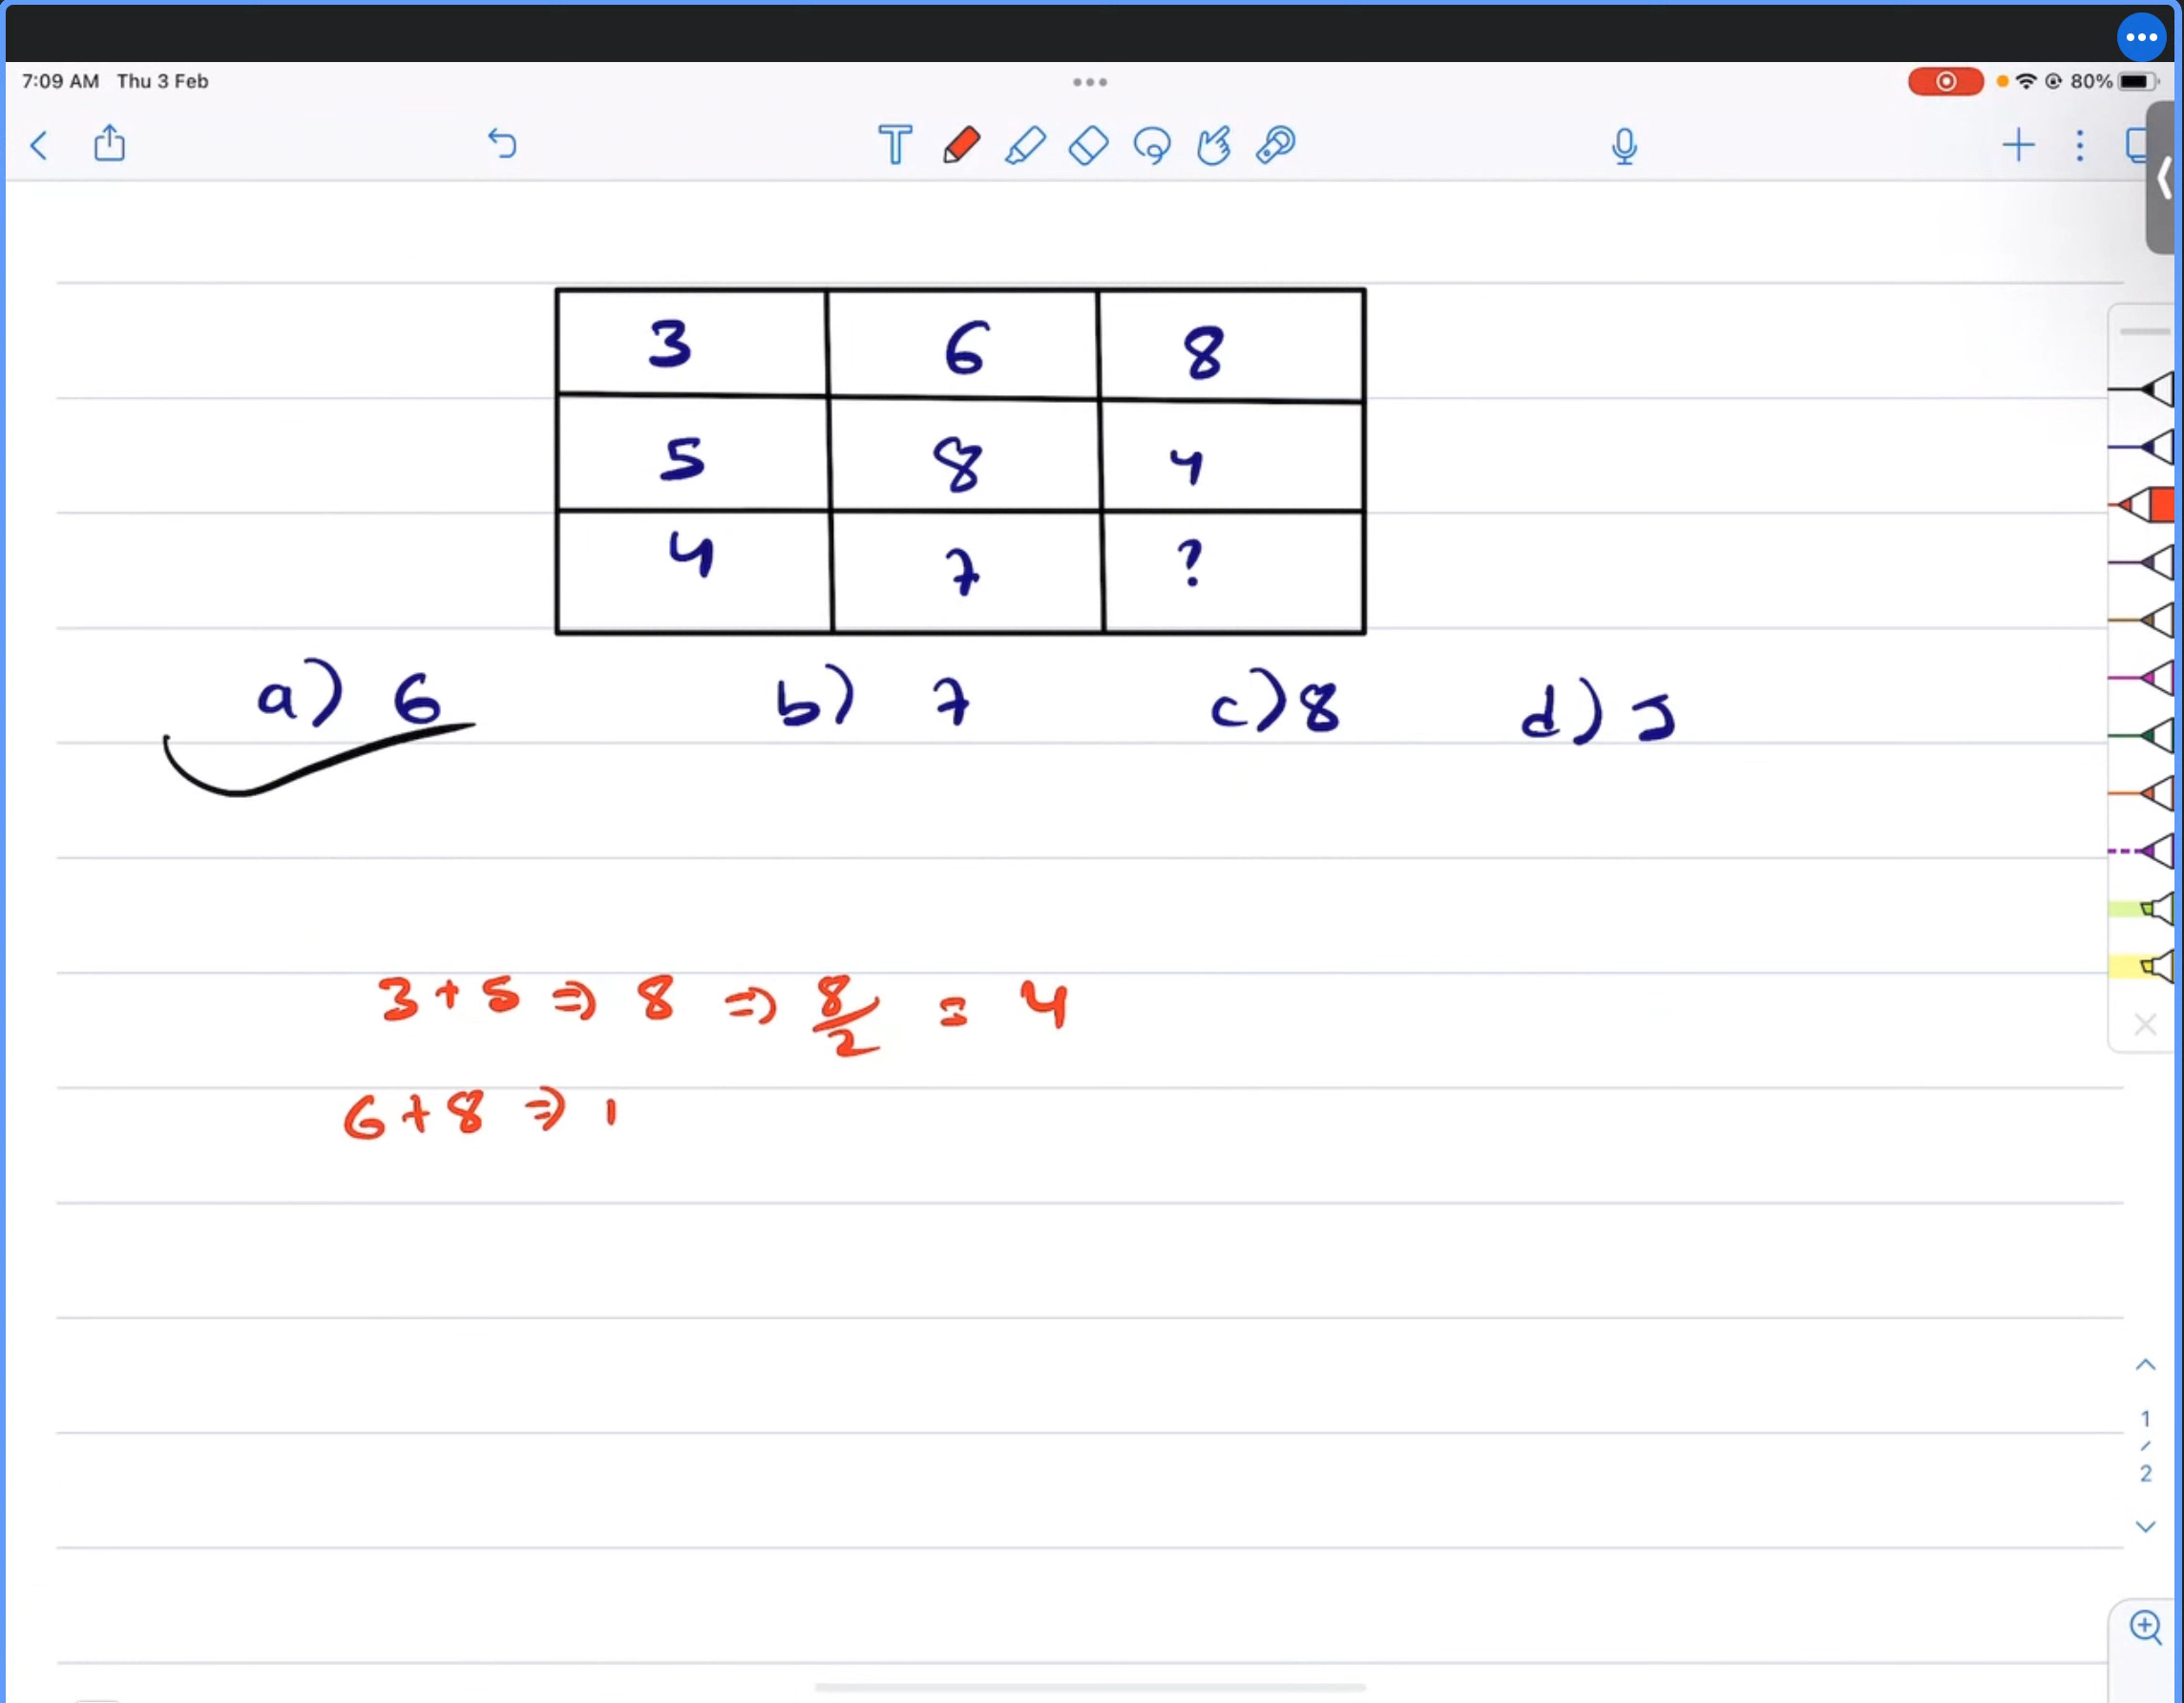 7:09 AM Thu 3 Feb
80%
T
3 6 8
5 8 4
4 7 ?
a) 6 b) 7 c) 8 d) 5
3 + 5 ⇒ 8 ⇒ 8/2 = 4
6 + 8 ⇒ 1
1
/
2